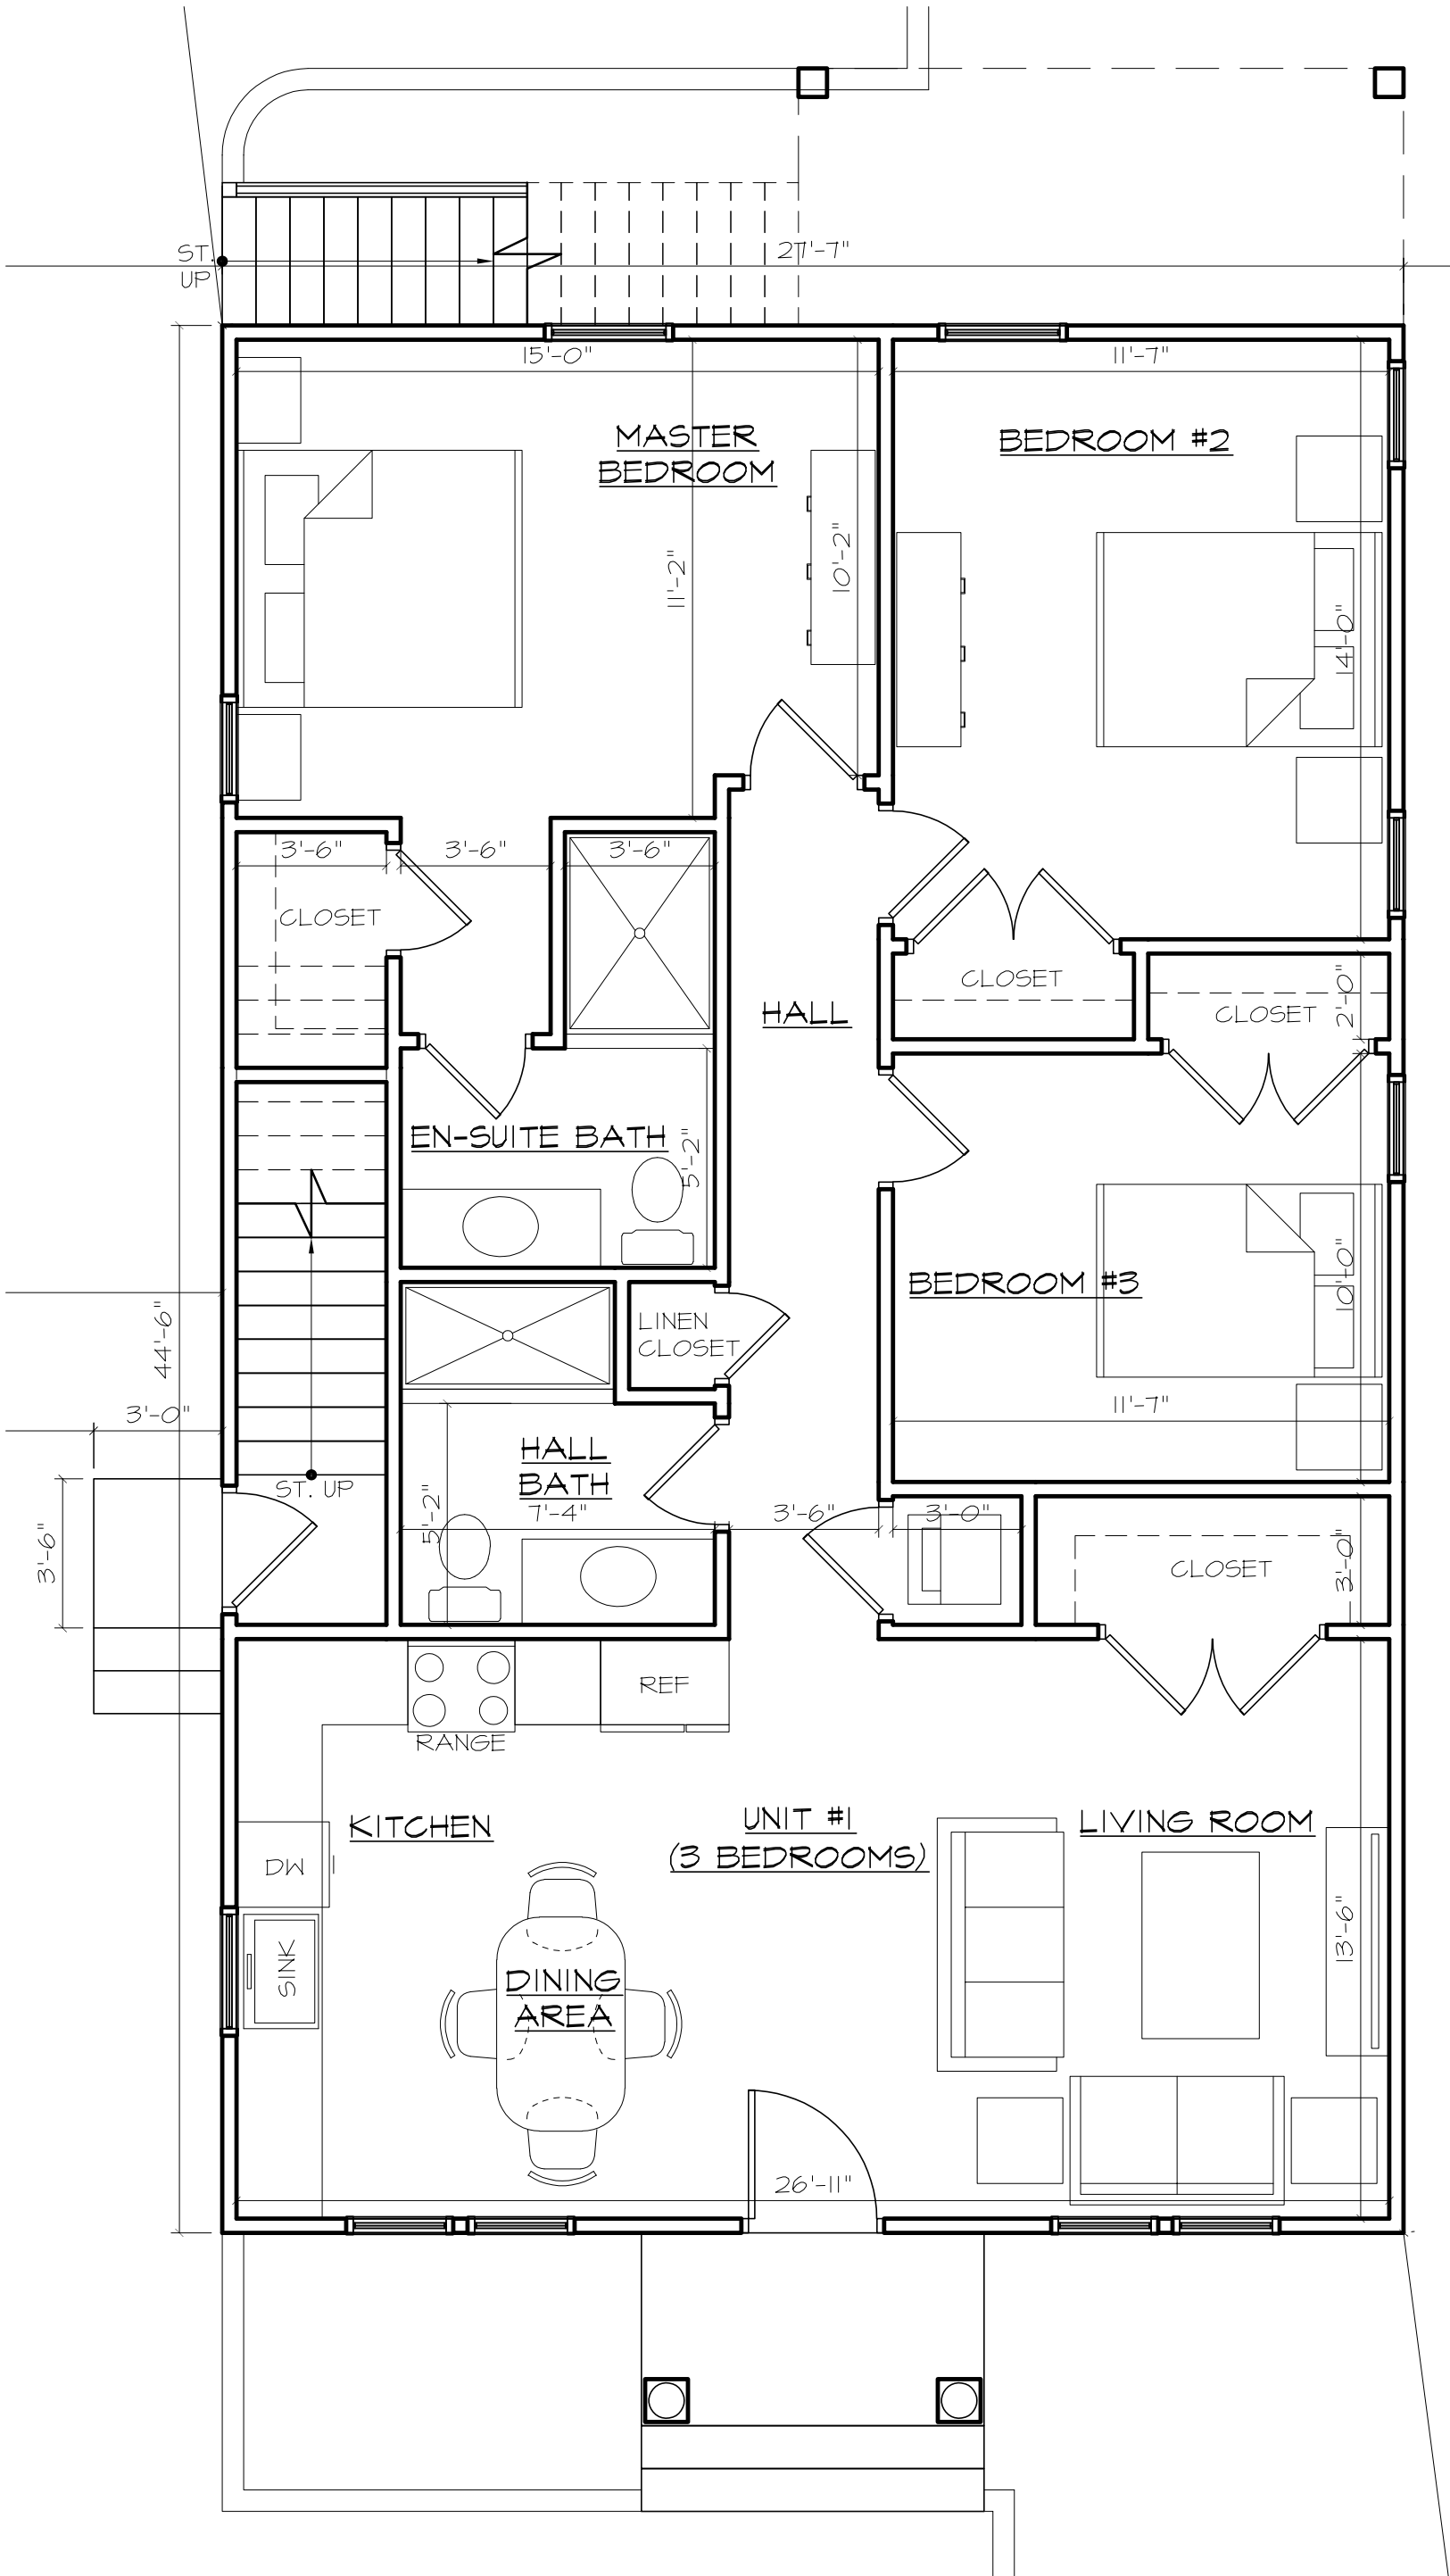 ST.
UP
27'-7"
15'-0"
11'-7"
MASTER
BEDROOM
BEDROOM #2
11'-2"
10'-2"
14'-0"
3'-6"
3'-6"
3'-6"
CLOSET
CLOSET
CLOSET
2'-0"
HALL
EN-SUITE BATH
5'-2"
BEDROOM #3
10'-0"
LINEN
CLOSET
44'-6"
3'-0"
11'-7"
HALL
BATH
ST. UP
7'-4"
5'-2"
3'-6"
3'-0"
3'-6"
CLOSET
3'-0"
REF
RANGE
KITCHEN
UNIT #1
(3 BEDROOMS)
LIVING ROOM
DW
SINK
DINING
AREA
13'-6"
26'-11"